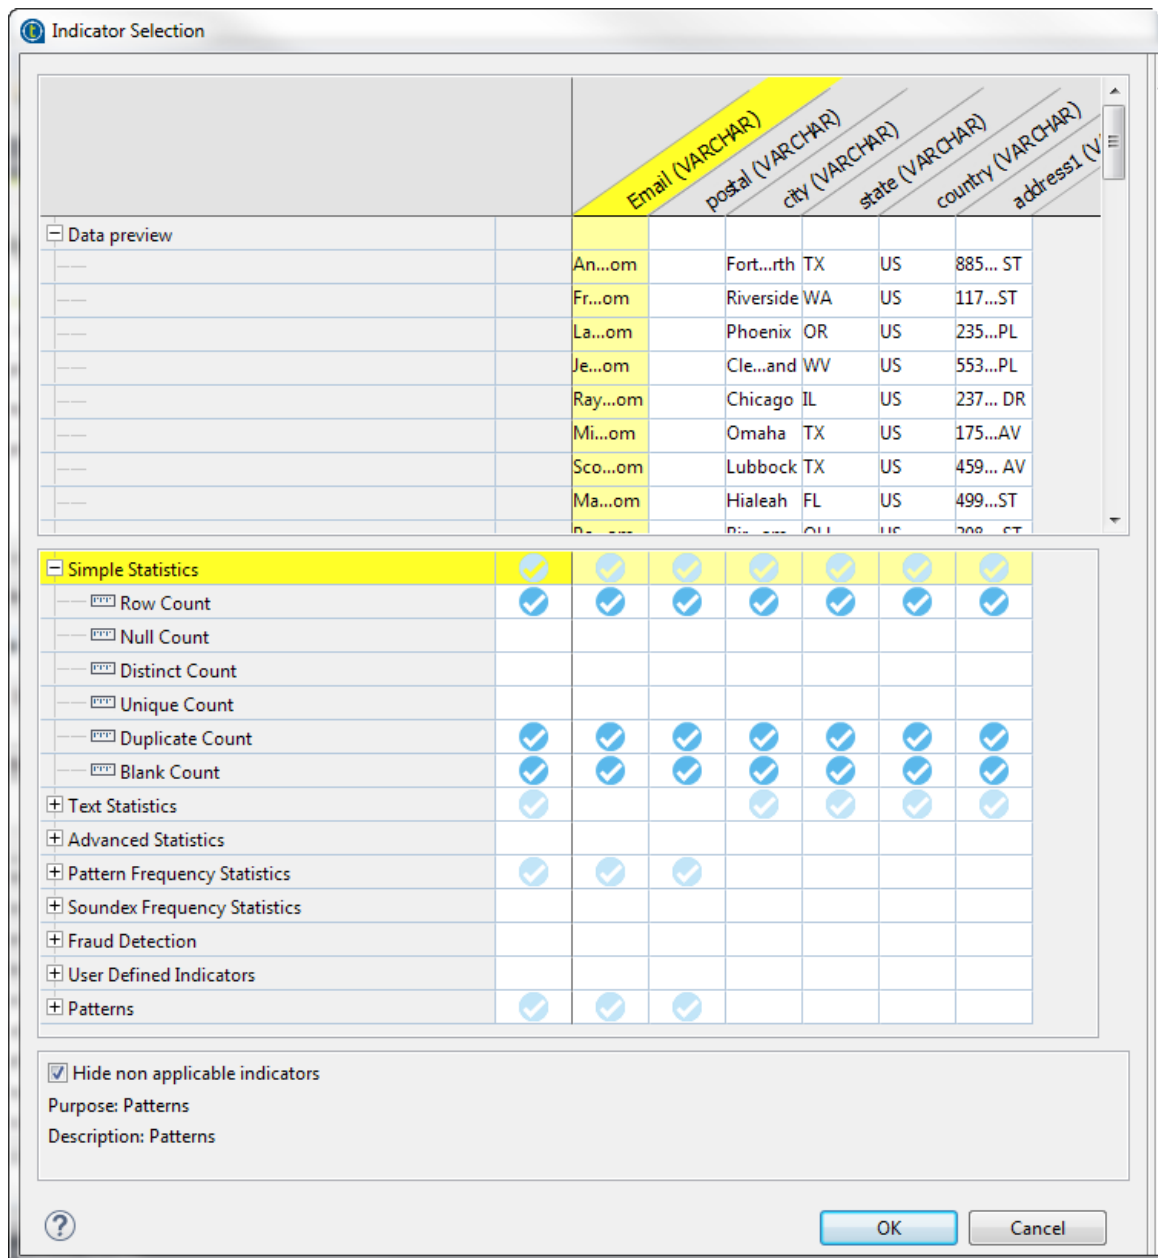 Indicator Selection
Email (VARCHAR)
postal (VARCHAR)
city (VARCHAR)
state (VARCHAR)
country (VARCHAR)
address1 (V
Data preview
An...om Fort...rth TX US 885... ST
Fr...om Riverside WA US 117...ST
La...om Phoenix OR US 235...PL
Je...om Cle...and WV US 553...PL
Ray...om Chicago IL US 237... DR
Mi...om Omaha TX US 175...AV
Sco...om Lubbock TX US 459... AV
Ma...om Hialeah FL US 499...ST
Simple Statistics
Row Count
Null Count
Distinct Count
Unique Count
Duplicate Count
Blank Count
Text Statistics
Advanced Statistics
Pattern Frequency Statistics
Soundex Frequency Statistics
Fraud Detection
User Defined Indicators
Patterns
Hide non applicable indicators
Purpose: Patterns
Description: Patterns
OK Cancel